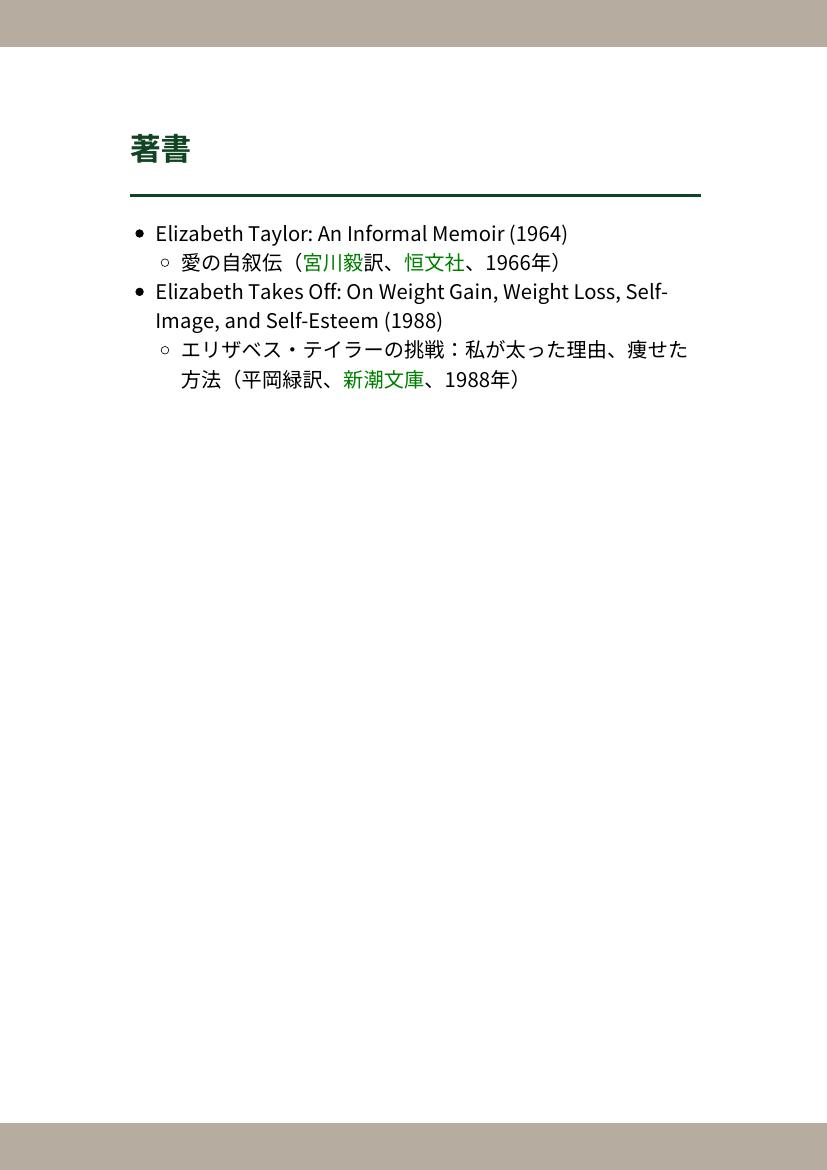 著書
Elizabeth Taylor: An Informal Memoir (1964)
愛の自叙伝（宮川毅訳、恒文社、1966年）
Elizabeth Takes Off: On Weight Gain, Weight Loss, Self-
Image, and Self-Esteem (1988)
エリザベス・テイラーの挑戦：私が太った理由、痩せた
方法（平岡緑訳、新潮文庫、1988年）